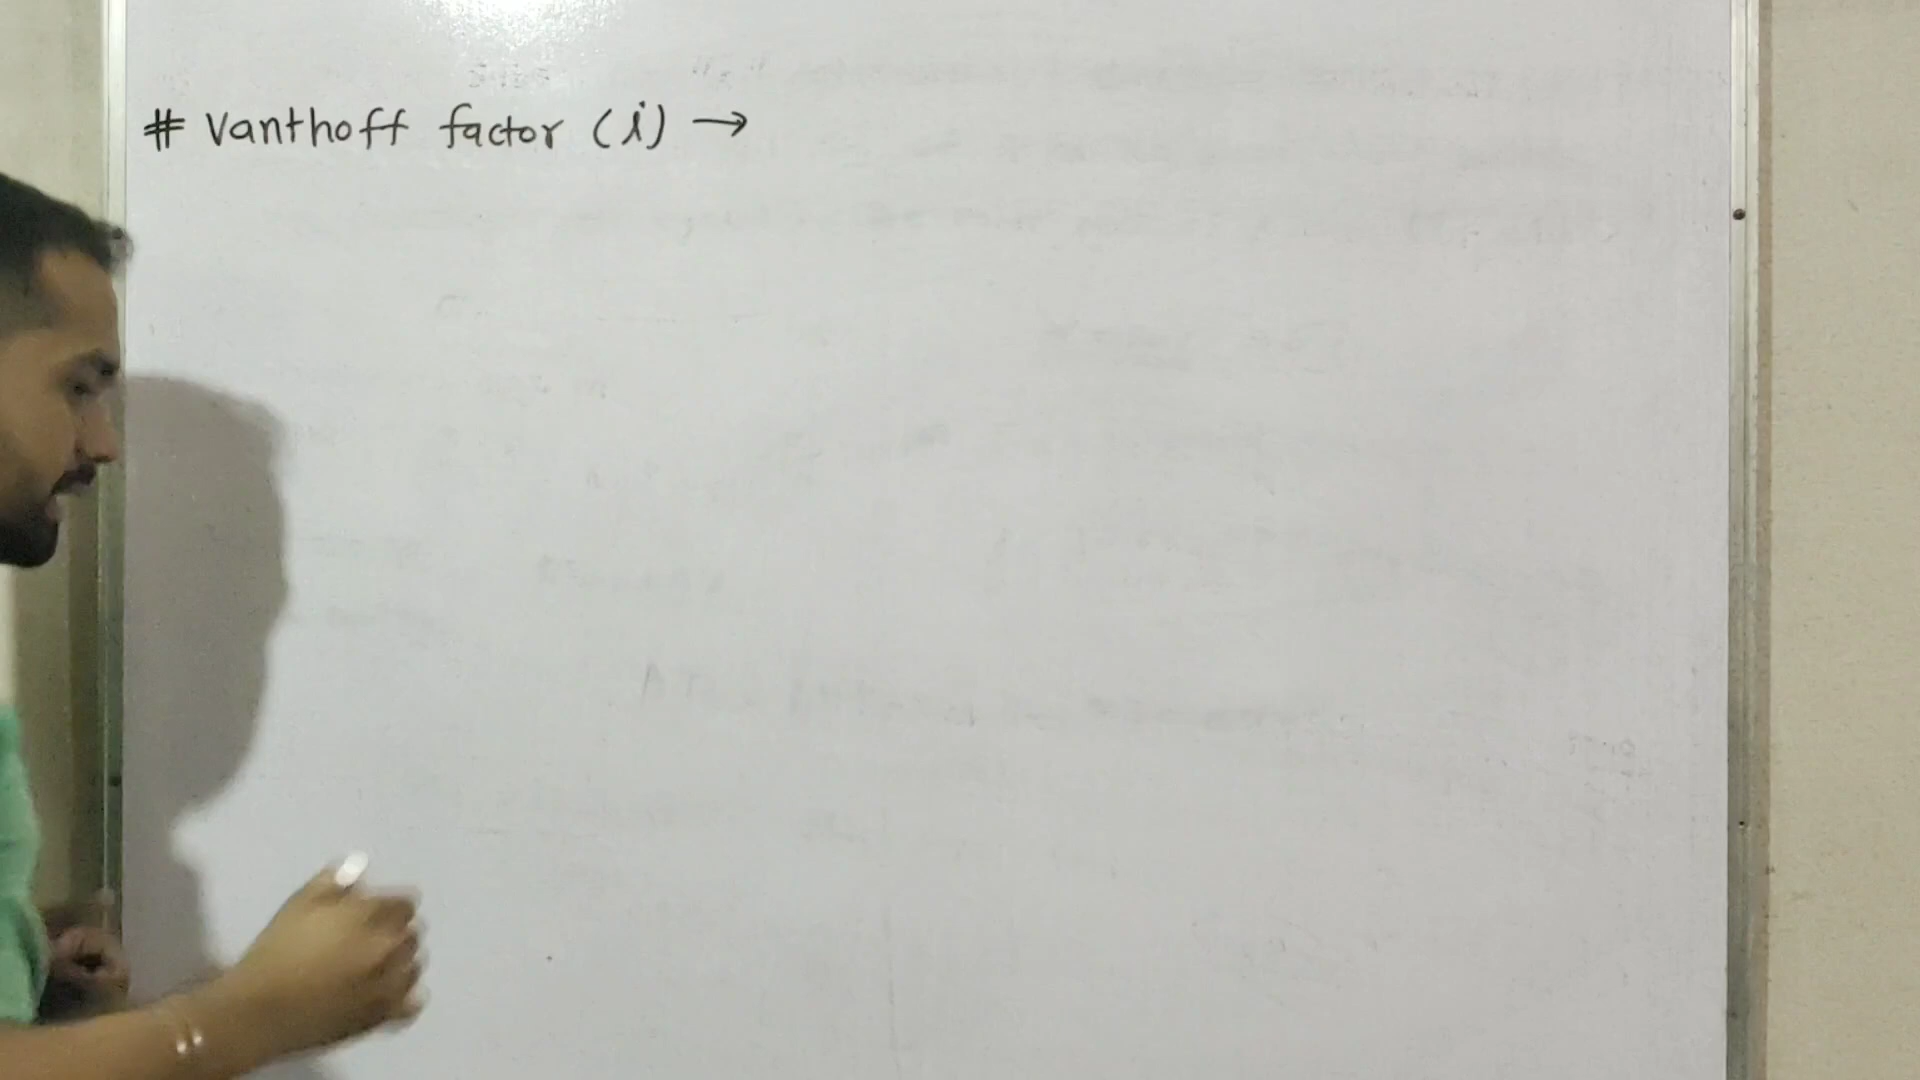 # Vanthoff factor (i) →